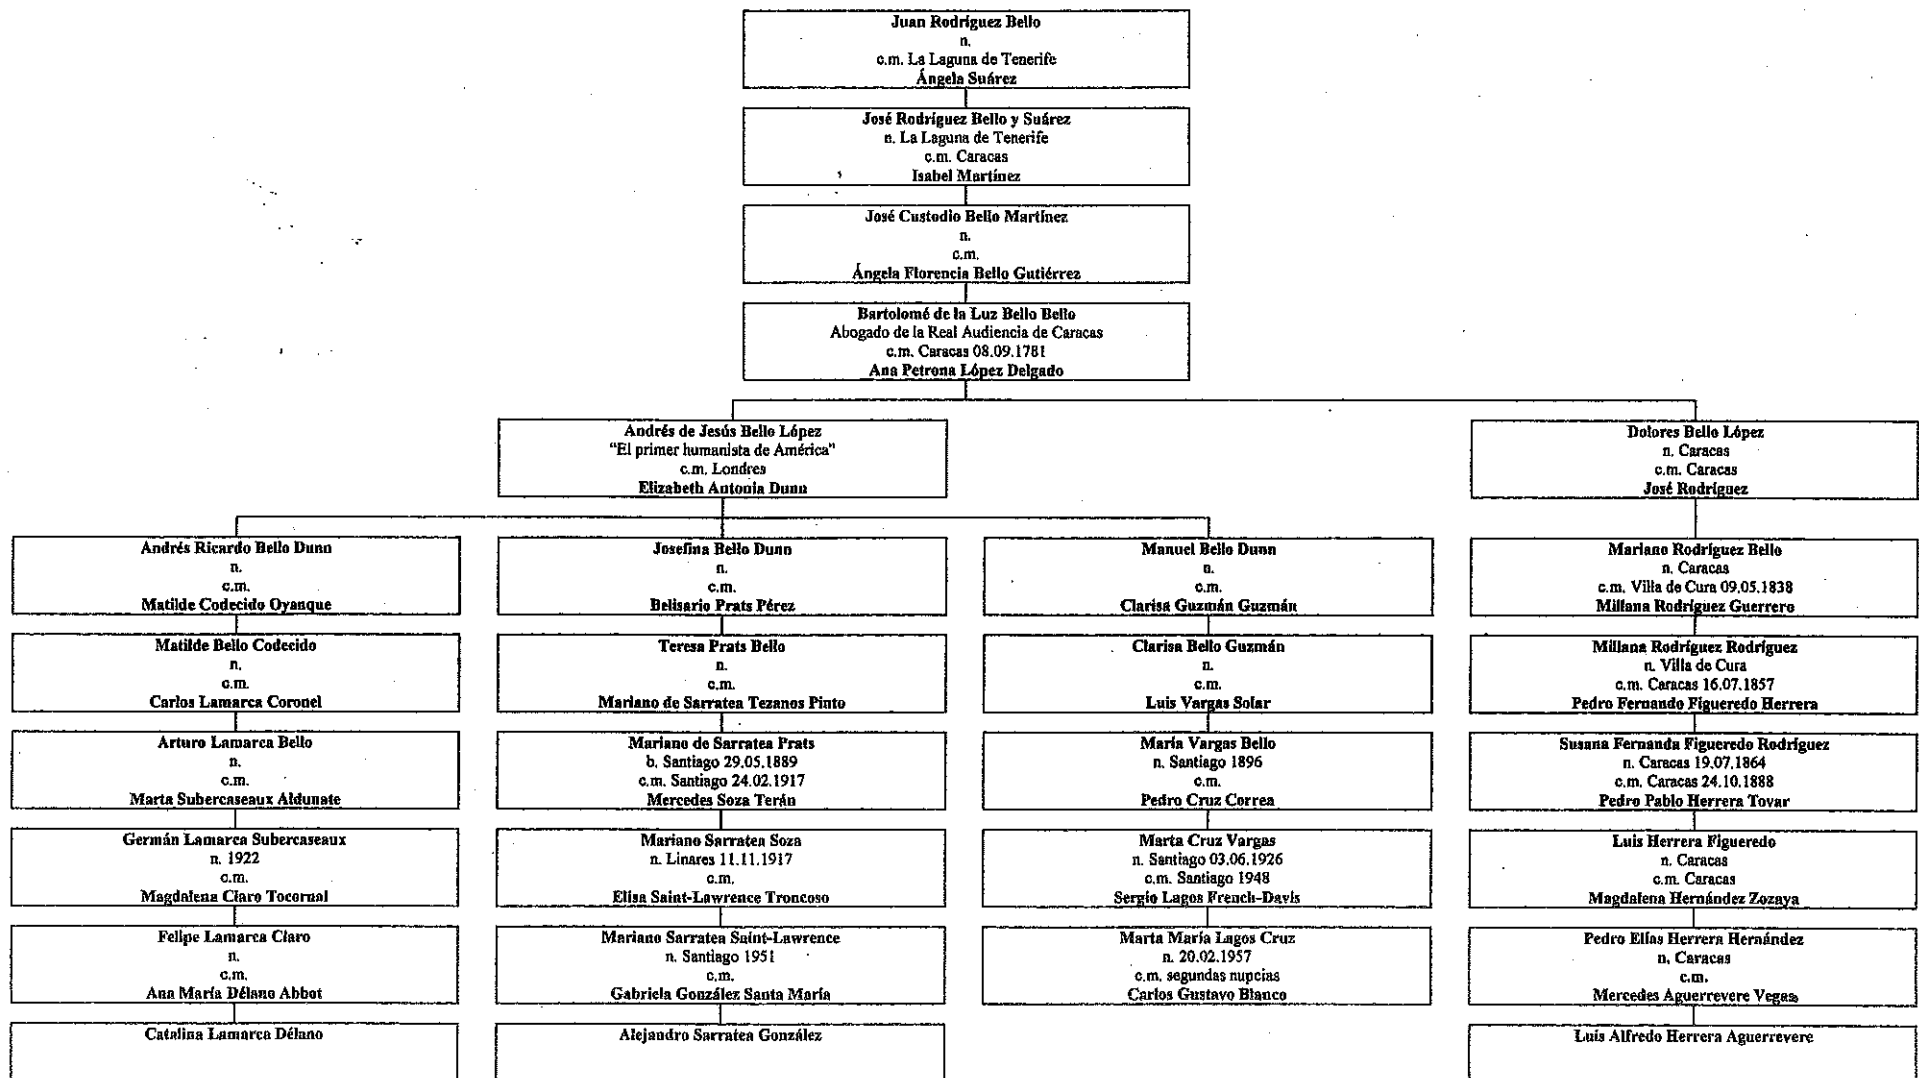 Juan Rodríguez Bello
n.
c.m. La Laguna de Tenerife
Ángela Suárez
José Rodríguez Bello y Suárez
n. La Laguna de Tenerife
c.m. Caracas
Isabel Martínez
José Custodio Bello Martínez
n.
c.m.
Ángela Florencia Bello Gutiérrez
Bartolomé de la Luz Bello Bello
Abogado de la Real Audiencia de Caracas
c.m. Caracas 08.09.1781
Ana Petrona López Delgado
Andrés de Jesús Bello López
"El primer humanista de América"
c.m. Londres
Elizabeth Antonia Dunn
Dolores Bello López
n. Caracas
c.m. Caracas
José Rodríguez
Andrés Ricardo Bello Dunn
n.
c.m.
Matilde Codecido Oyanque
Josefina Bello Dunn
n.
c.m.
Belisario Prats Pérez
Manuel Bello Dunn
n.
c.m.
Clarisa Guzmán Guzmán
Mariano Rodríguez Bello
n. Caracas
c.m. Villa de Cura 09.05.1838
Millana Rodríguez Guerrero
Matilde Bello Codecido
n.
c.m.
Carlos Lamarca Coronel
Teresa Prats Bello
n.
c.m.
Mariano de Sarratea Tezanos Pinto
Clarisa Bello Guzmán
n.
c.m.
Luis Vargas Solar
Millana Rodríguez Rodríguez
n. Villa de Cura
c.m. Caracas 16.07.1857
Pedro Fernando Figueredo Herrera
Arturo Lamarca Bello
n.
c.m.
Marta Subercaseaux Aldunate
Mariano de Sarratea Prats
b. Santiago 29.05.1889
c.m. Santiago 24.02.1917
Mercedes Soza Terán
María Vargas Bello
n. Santiago 1896
c.m.
Pedro Cruz Correa
Susana Fernanda Figueredo Rodríguez
n. Caracas 19.07.1864
c.m. Caracas 24.10.1888
Pedro Pablo Herrera Tovar
Germán Lamarca Subercaseaux
n. 1922
c.m.
Magdalena Claro Tocornal
Mariano Sarratea Soza
n. Linares 11.11.1917
c.m.
Elisa Saint-Lawrence Troncoso
Marta Cruz Vargas
n. Santiago 03.06.1926
c.m. Santiago 1948
Sergio Lagos French-Davis
Luis Herrera Figueredo
n. Caracas
c.m. Caracas
Magdalena Hernández Zozaya
Felipe Lamarca Claro
n.
c.m.
Ana María Délano Abbot
Mariano Sarratea Saint-Lawrence
n. Santiago 1951
c.m.
Gabriela González Santa María
Marta María Lagos Cruz
n. 20.02.1957
c.m. segundas nupcias
Carlos Gustavo Blanco
Pedro Elías Herrera Hernández
n. Caracas
c.m.
Mercedes Aguerrevere Vegas
Catalina Lamarca Délano
Alejandro Sarratea González
Luis Alfredo Herrera Aguerrevere